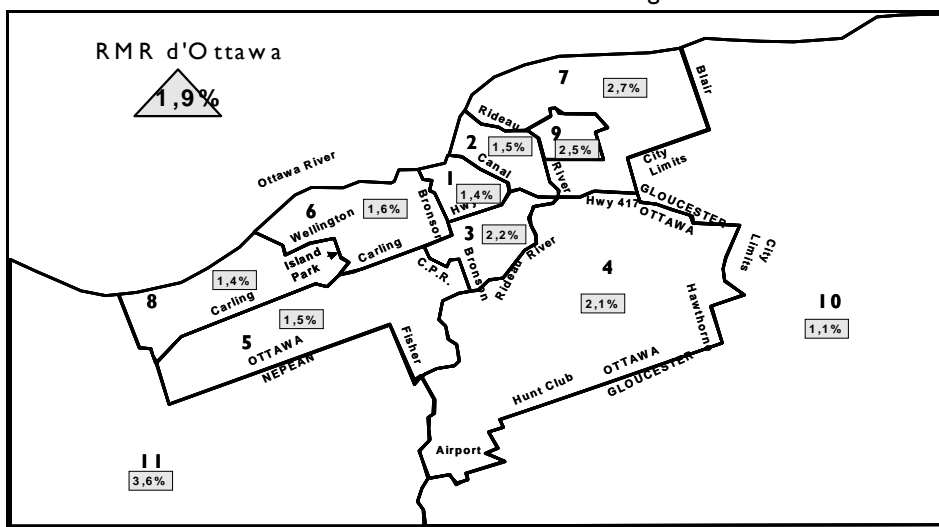 RMR d'Ottawa
1,9%
7
2,7%
Blair
Rideau
9
2,5%
2
1,5%
Canal
River
City
Limits
Ottawa River
1
1,4%
Hwy
Bronson
6
1,6%
Wellington
Hwy 417
GLOUCESTER
OTTAWA
City
Limits
3
2,2%
Bronson
Rideau River
Island
Park
Carling
C.P.R.
4
2,1%
Hawthorne
8
1,4%
Carling
10
1,1%
5
1,5%
OTTAWA
NEPEAN
Fisher
OTTAWA
GLOUCESTER
Hunt Club
Airport
11
3,6%